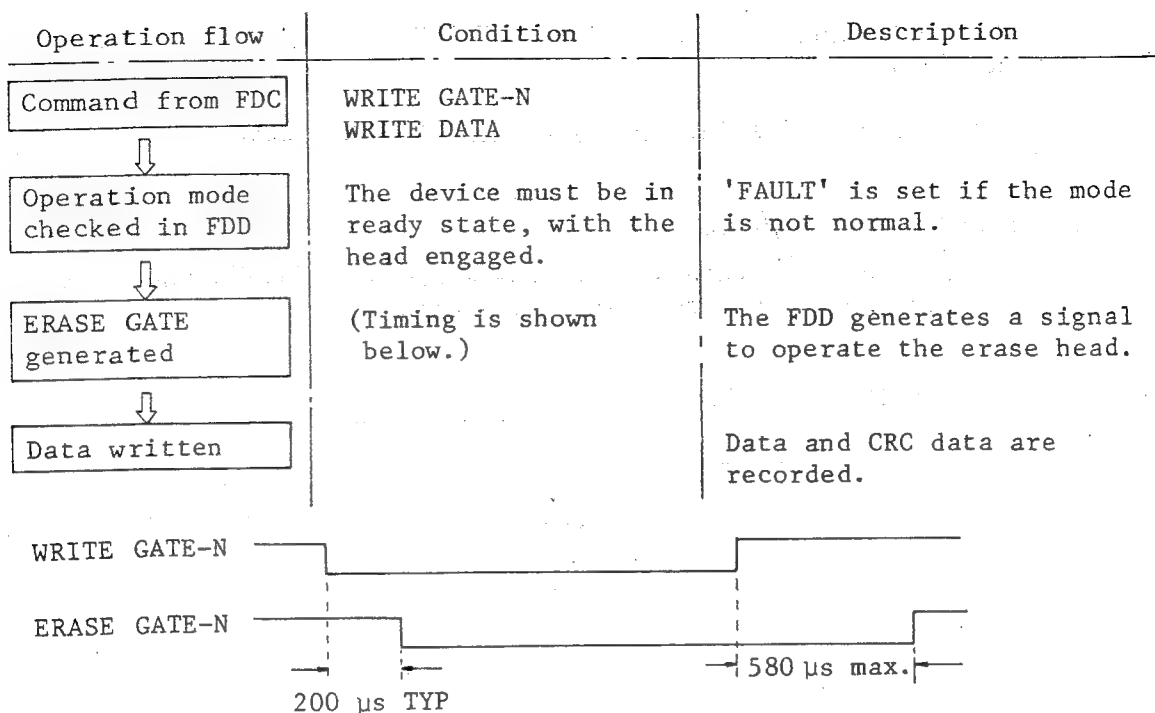 Operation flow
Condition
Description
Command from FDC
WRITE GATE-N
WRITE DATA
Operation mode
checked in FDD
The device must be in
ready state, with the
head engaged.
'FAULT' is set if the mode
is not normal.
ERASE GATE
generated
(Timing is shown
below.)
The FDD generates a signal
to operate the erase head.
Data written
Data and CRC data are
recorded.
WRITE GATE-N
ERASE GATE-N
200 µs TYP
580 µs max.